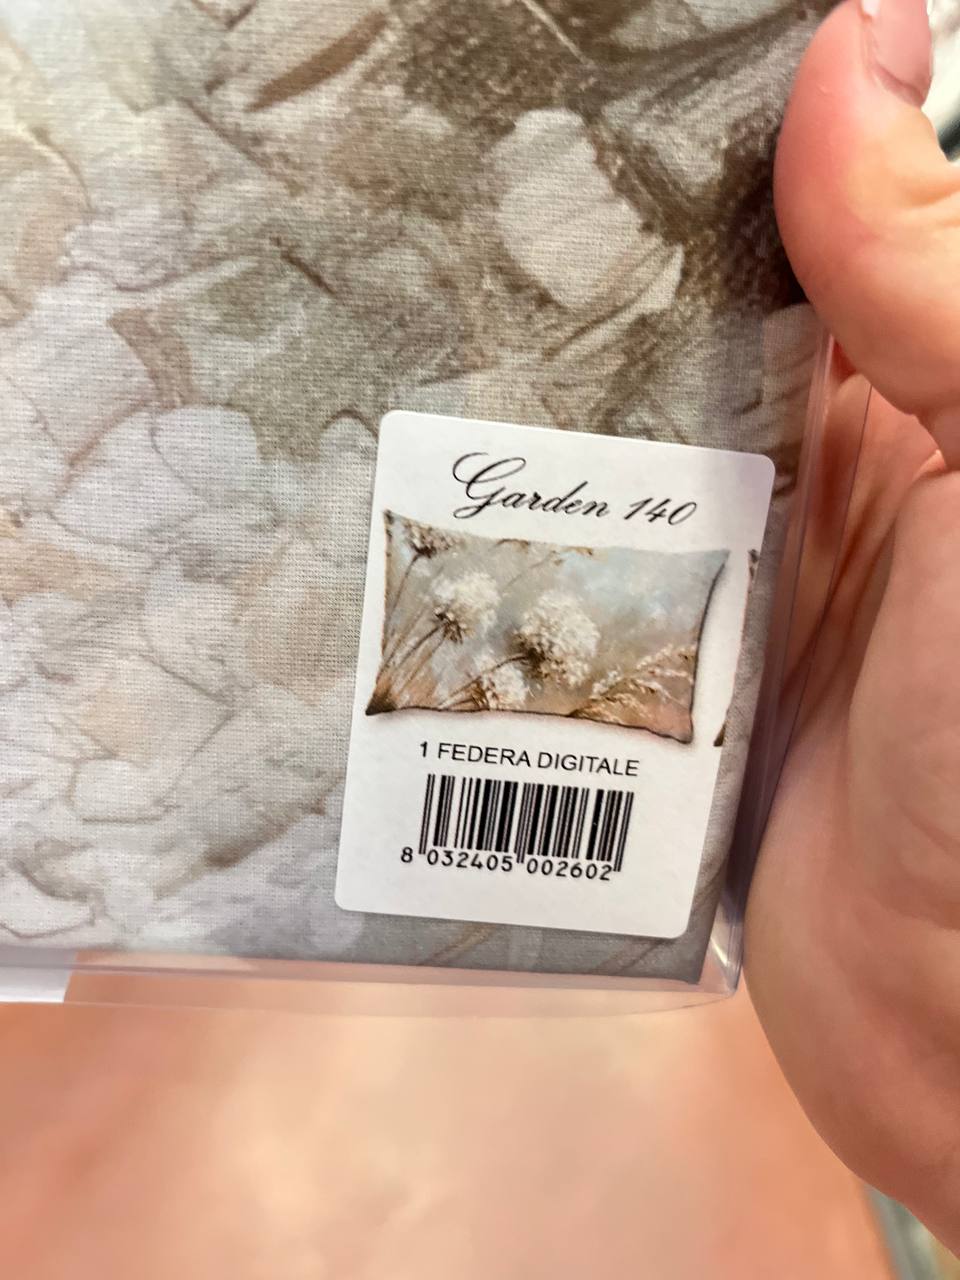 Garden 140
1 FEDERA DIGITALE
8 032405 002602